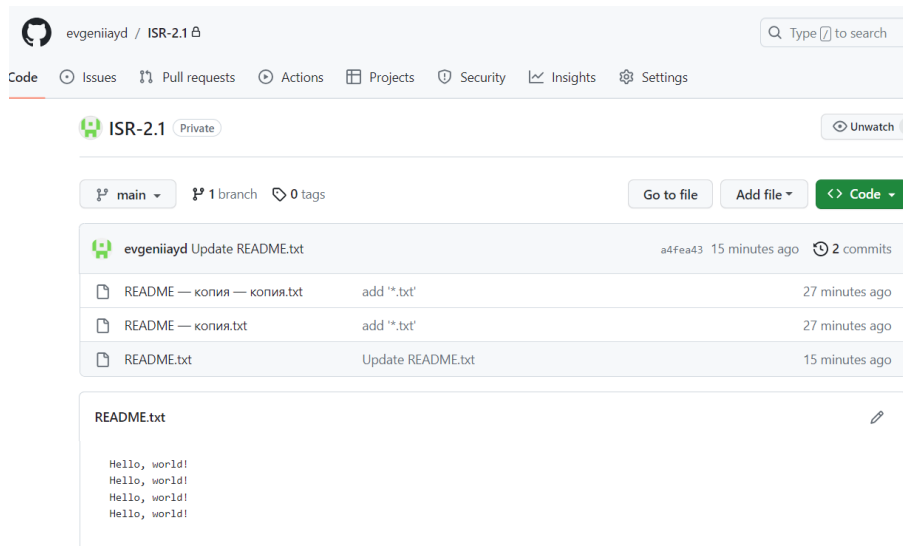 evgeniiayd / ISR-2.1 Type / to search
Code Issues Pull requests Actions Projects Security Insights Settings
ISR-2.1 Private Unwatch
main 1 branch 0 tags Go to file Add file Code
evgeniiayd Update README.txt a4fea43 15 minutes ago 2 commits
README — копия — копия.txt add '*.txt' 27 minutes ago
README — копия.txt add '*.txt' 27 minutes ago
README.txt Update README.txt 15 minutes ago
README.txt
Hello, world!
Hello, world!
Hello, world!
Hello, world!